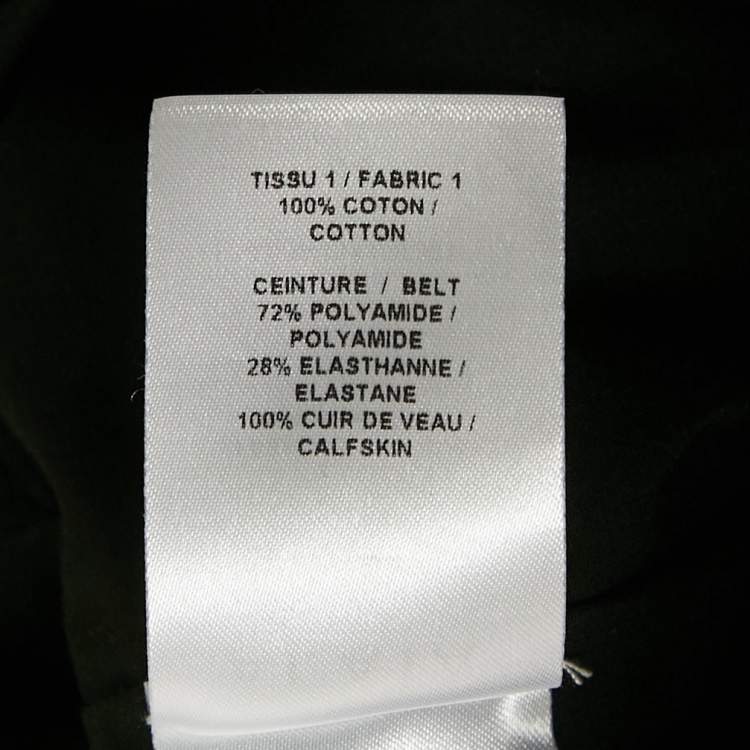 TISSU 1 / FABRIC 1
100% COTON /
COTTON
CEINTURE / BELT
72% POLYAMIDE /
POLYAMIDE
28% ELASTHANNE /
ELASTANE
100% CUIR DE VEAU /
CALFSKIN